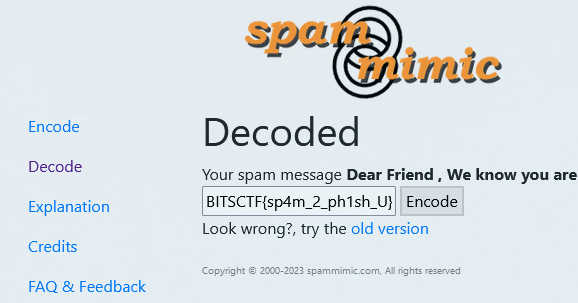 spam
mimic
Encode
Decode
Explanation
Credits
FAQ & Feedback
Decoded
Your spam message Dear Friend , We know you are
BITSCTF{sp4m_2_ph1sh_U} Encode
Look wrong?, try the old version
Copyright © 2000-2023 spammimic.com, All rights reserved